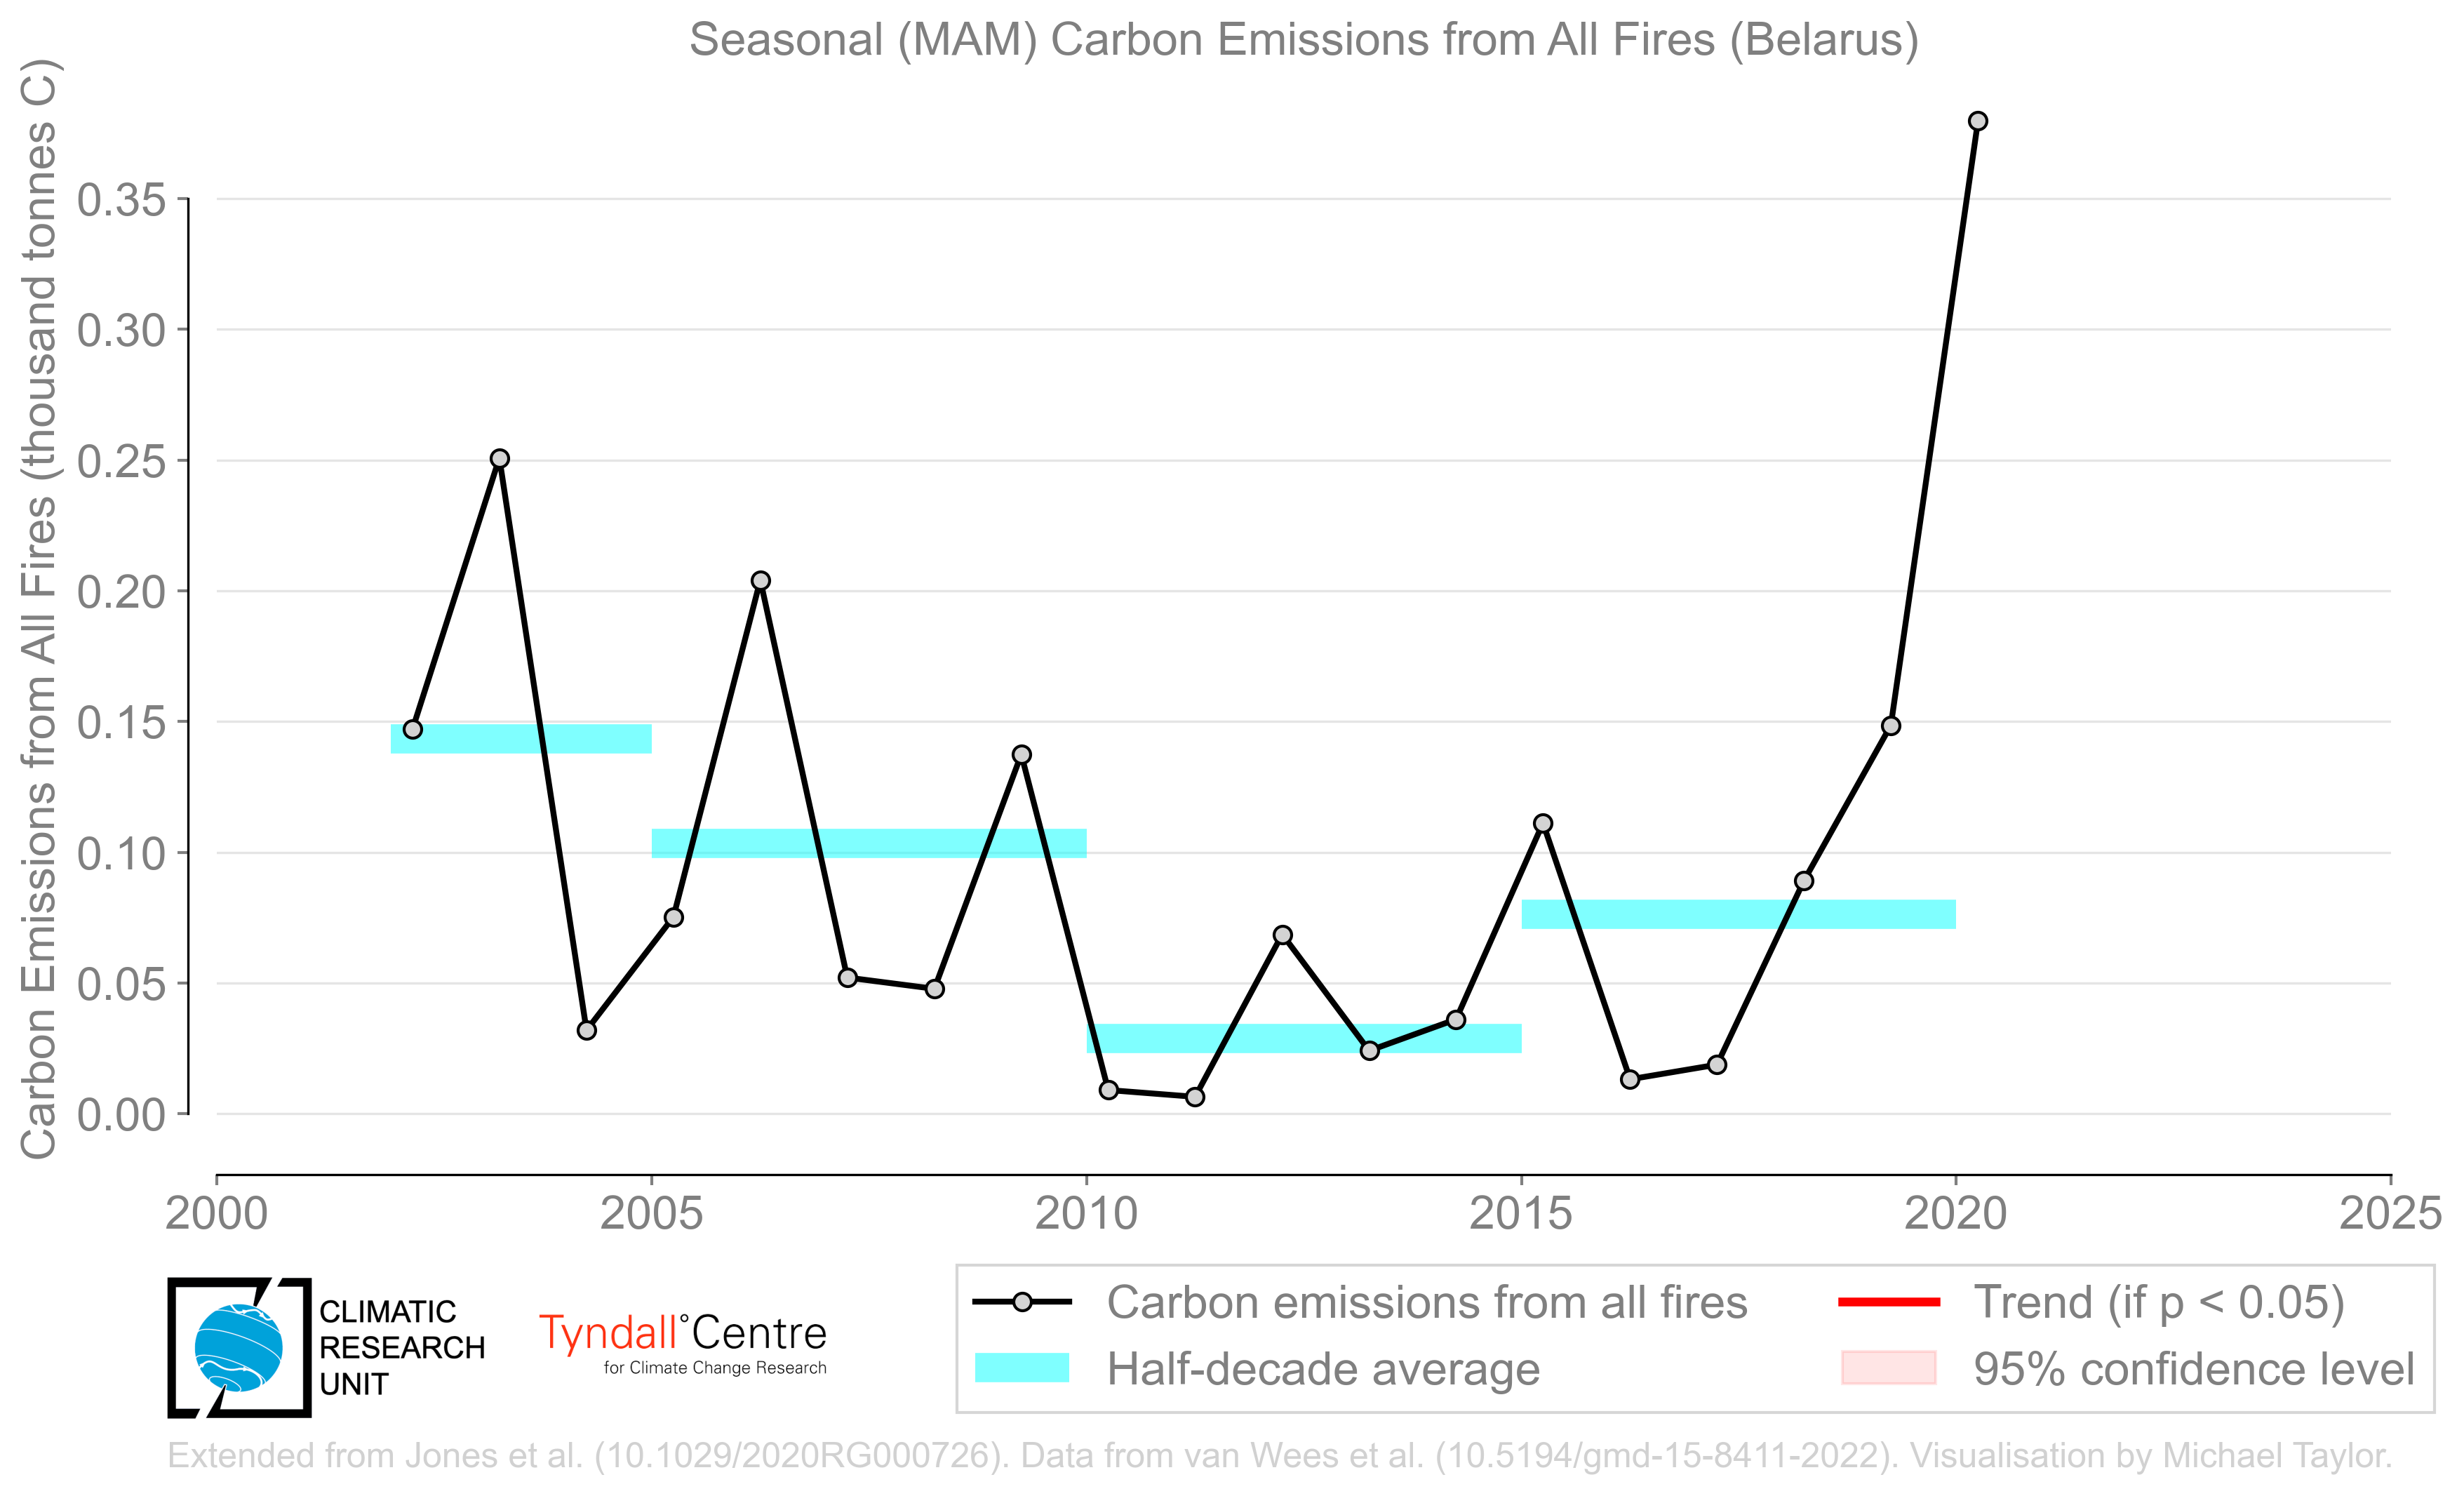 Seasonal (MAM) Carbon Emissions from All Fires (Belarus)
Carbon Emissions from All Fires (thousand tonnes C)
0.35
0.30
0.25
0.20
0.15
0.10
0.05
0.00
2000
2005
2010
2015
2020
2025
CLIMATIC
RESEARCH
UNIT
Tyndall°Centre
for Climate Change Research
Carbon emissions from all fires
Half-decade average
Trend (if p < 0.05)
95% confidence level
Extended from Jones et al. (10.1029/2020RG000726). Data from van Wees et al. (10.5194/gmd-15-8411-2022). Visualisation by Michael Taylor.